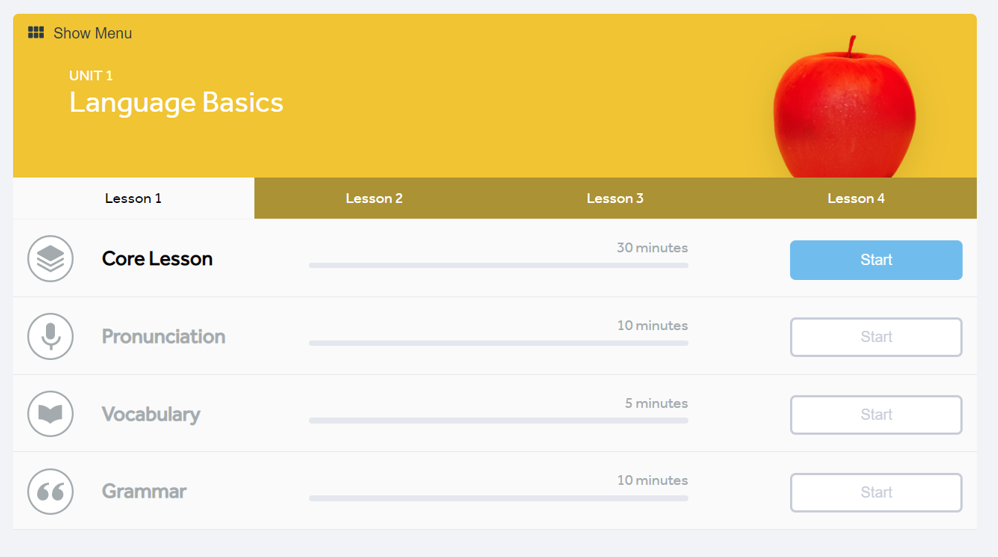 Show Menu
UNIT 1
Language Basics
Lesson 1 Lesson 2 Lesson 3 Lesson 4
Core Lesson 30 minutes Start
Pronunciation 10 minutes Start
Vocabulary 5 minutes Start
Grammar 10 minutes Start